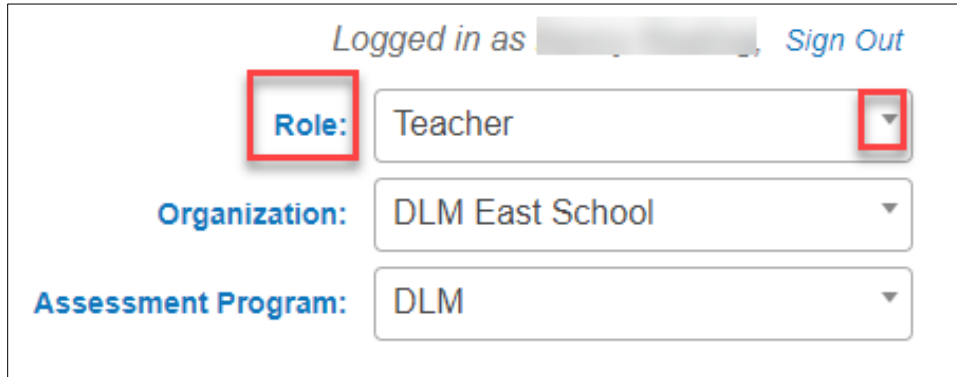 Logged in as , Sign Out
Role: Teacher
Organization: DLM East School
Assessment Program: DLM